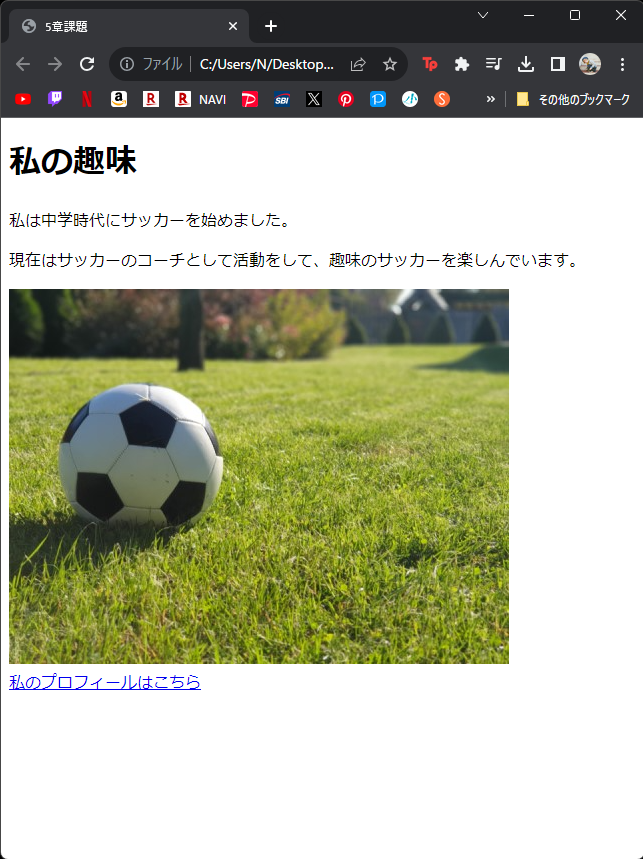 5章課題
ファイル
C:/Users/N/Desktop...
Tp
R
R NAVI
SBI
X
S
»
その他のブックマーク
私の趣味
私は中学時代にサッカーを始めました。
現在はサッカーのコーチとして活動をして、趣味のサッカーを楽しんでいます。
私のプロフィールはこちら